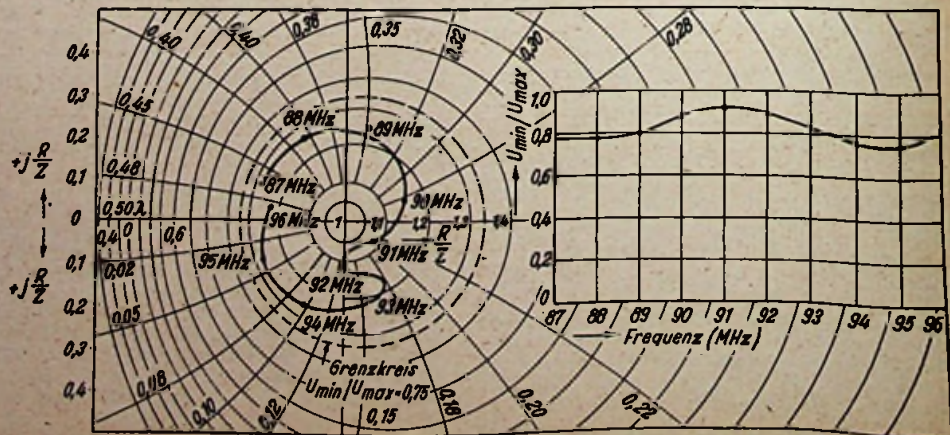 0,4
0,3
0,2
0,1
0
0,1
0,2
0,3
0,4
+j R/Z
+j R/Z
0,40
0,40
0,38
0,35
0,32
0,30
0,28
0,45
0,48
0,50λ
0
0,4
0,6
0,02
0,05
0,08
0,10
0,12
0,15
0,18
0,20
0,22
88 MHz
89 MHz
87 MHz
90 MHz
96 MHz
1
1,1
1,2
1,3
1,4
R/Z
91 MHz
95 MHz
92 MHz
93 MHz
94 MHz
Grenzkreis
Umin/Umax=0,75
Umin/Umax
1,0
0,8
0,6
0,4
0,2
0
87 88 89 90 91 92 93 94 95 96
Frequenz (MHz)